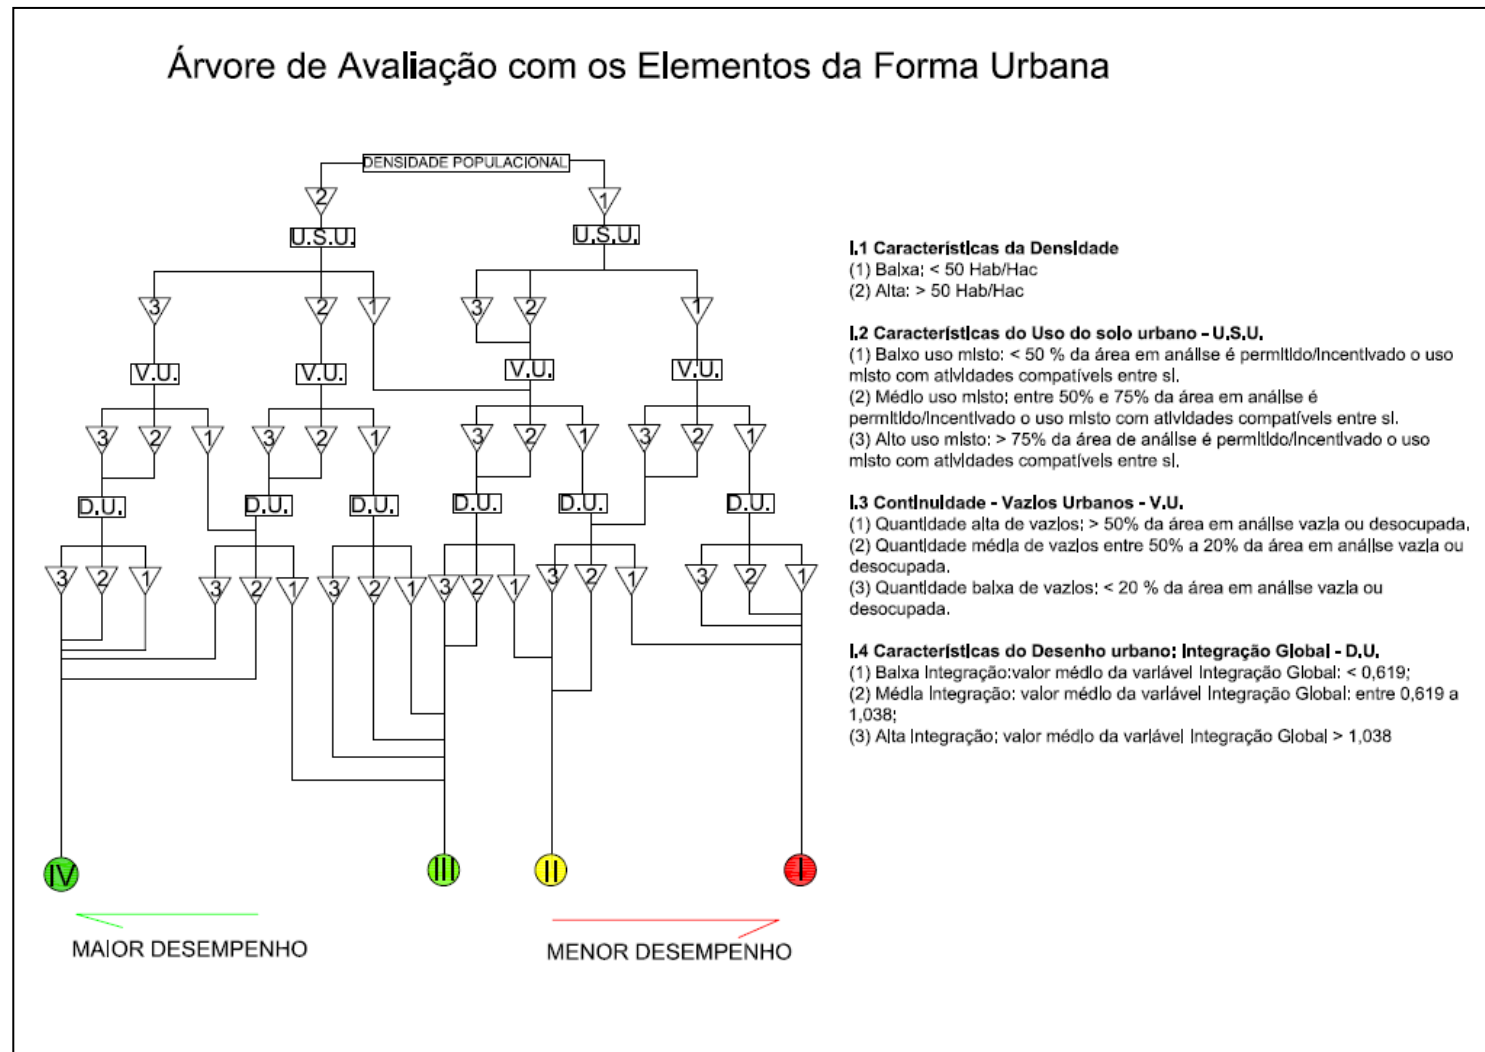 Árvore de Avaliação com os Elementos da Forma Urbana
DENSIDADE POPULACIONAL
2 1
U.S.U. U.S.U.
3 2 1 3 2 1
V.U. V.U. V.U. V.U.
3 2 1 3 2 1 3 2 1 3 2 1
D.U. D.U. D.U. D.U. D.U. D.U.
3 2 1 3 2 1 3 2 1 3 2 1 3 2 1 3 2 1
IV III II I
MAIOR DESEMPENHO MENOR DESEMPENHO
I.1 Características da Densidade
(1) Baixa: < 50 Hab/Hac
(2) Alta: > 50 Hab/Hac
I.2 Características do Uso do solo urbano - U.S.U.
(1) Baixo uso misto: < 50 % da área em análise é permitido/incentivado o uso
misto com atividades compatíveis entre si.
(2) Médio uso misto: entre 50% e 75% da área em análise é
permitido/incentivado o uso misto com atividades compatíveis entre si.
(3) Alto uso misto: > 75% da área de análise é permitido/incentivado o uso
misto com atividades compatíveis entre si.
I.3 Continuidade - Vazios Urbanos - V.U.
(1) Quantidade alta de vazios: > 50% da área em análise vazia ou desocupada.
(2) Quantidade média de vazios entre 50% a 20% da área em análise vazia ou
desocupada.
(3) Quantidade baixa de vazios: < 20 % da área em análise vazia ou
desocupada.
I.4 Características do Desenho urbano: Integração Global - D.U.
(1) Baixa Integração:valor médio da variável Integração Global: < 0,619;
(2) Média Integração: valor médio da variável Integração Global: entre 0,619 a
1,038;
(3) Alta Integração: valor médio da variável Integração Global > 1,038